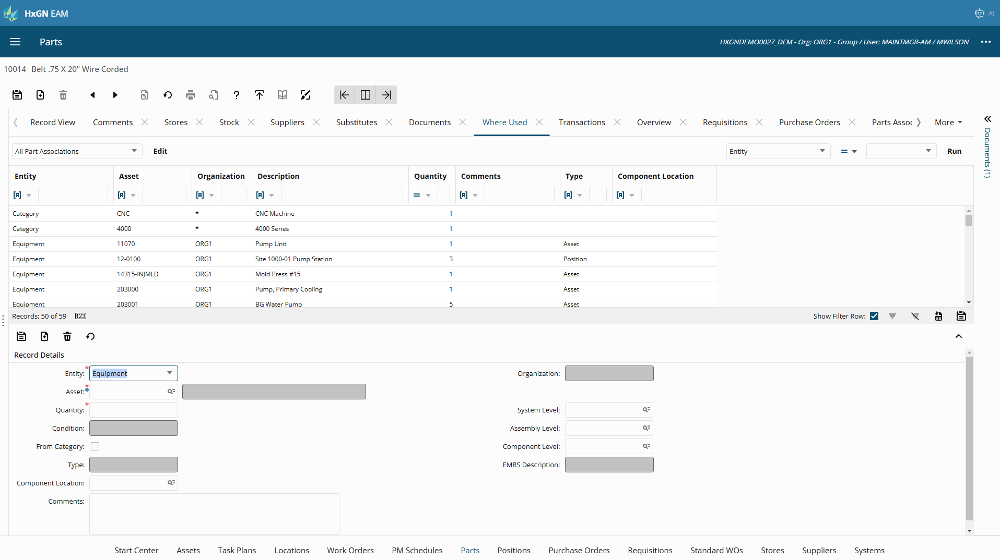 HxGN EAM
AI
Parts
HXGNDEMO0027_DEM - Org: ORG1 - Group / User: MAINTMGR-AM / MWILSON
10014 Belt .75 X 20" Wire Corded
Record View Comments Stores Stock Suppliers Substitutes Documents Where Used Transactions Overview Requisitions Purchase Orders Parts Assoc More
Documents (1)
All Part Associations Edit Entity = Run
Entity Asset Organization Description Quantity Comments Type Component Location
[A] [A] [A] [A] = [A] [A] [A]
Category CNC * CNC Machine 1
Category 4000 * 4000 Series 1
Equipment 11070 ORG1 Pump Unit 1 Asset
Equipment 12-0100 ORG1 Site 1000-01 Pump Station 3 Position
Equipment 14315-INJMLD ORG1 Mold Press #15 1 Asset
Equipment 203000 ORG1 Pump, Primary Cooling 1 Asset
Equipment 203001 ORG1 BG Water Pump 5 Asset
Records: 50 of 59 123 Show Filter Row:
Record Details
Entity: * Equipment Organization:
Asset: *
Quantity: * System Level:
Condition: Assembly Level:
From Category: Component Level:
Type: EMRS Description:
Component Location:
Comments:
Start Center Assets Task Plans Locations Work Orders PM Schedules Parts Positions Purchase Orders Requisitions Standard WOs Stores Suppliers Systems